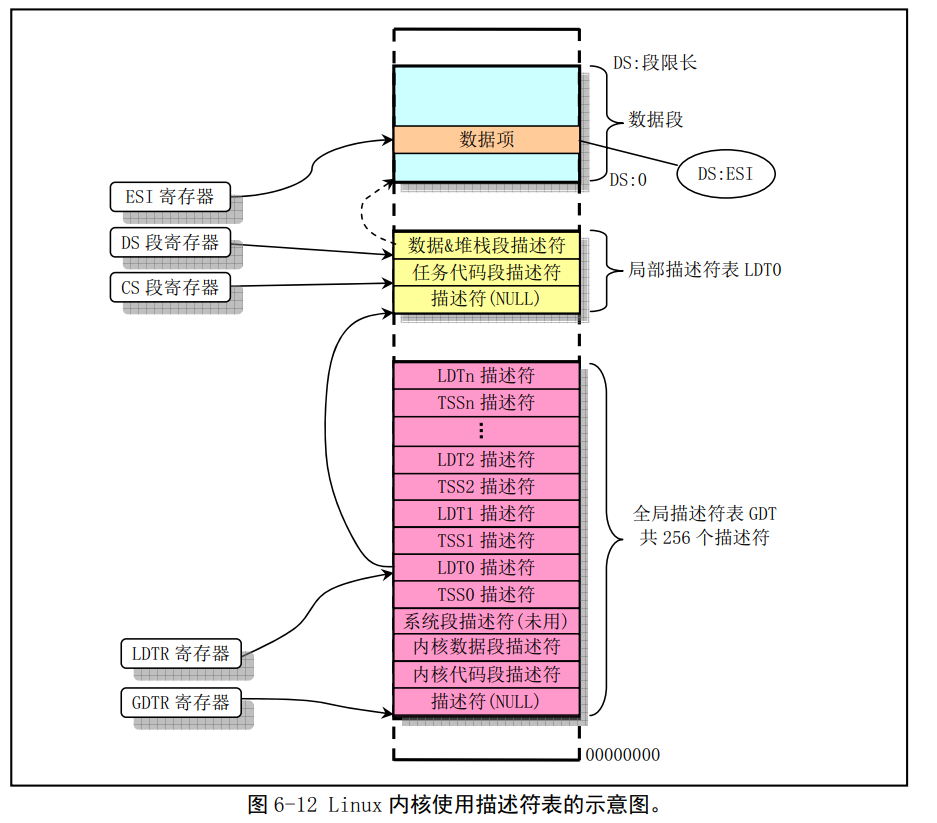 DS:段限长
数据段
数据项
DS:ESI
DS:0
ESI 寄存器
DS 段寄存器
CS 段寄存器
数据&堆栈段描述符
任务代码段描述符
描述符(NULL)
局部描述符表 LDT0
LDTn 描述符
TSSn 描述符
⋮
LDT2 描述符
TSS2 描述符
LDT1 描述符
TSS1 描述符
LDT0 描述符
TSS0 描述符
系统段描述符(未用)
内核数据段描述符
内核代码段描述符
描述符(NULL)
全局描述符表 GDT
共 256 个描述符
LDTR 寄存器
GDTR 寄存器
00000000
图 6-12 Linux 内核使用描述符表的示意图。